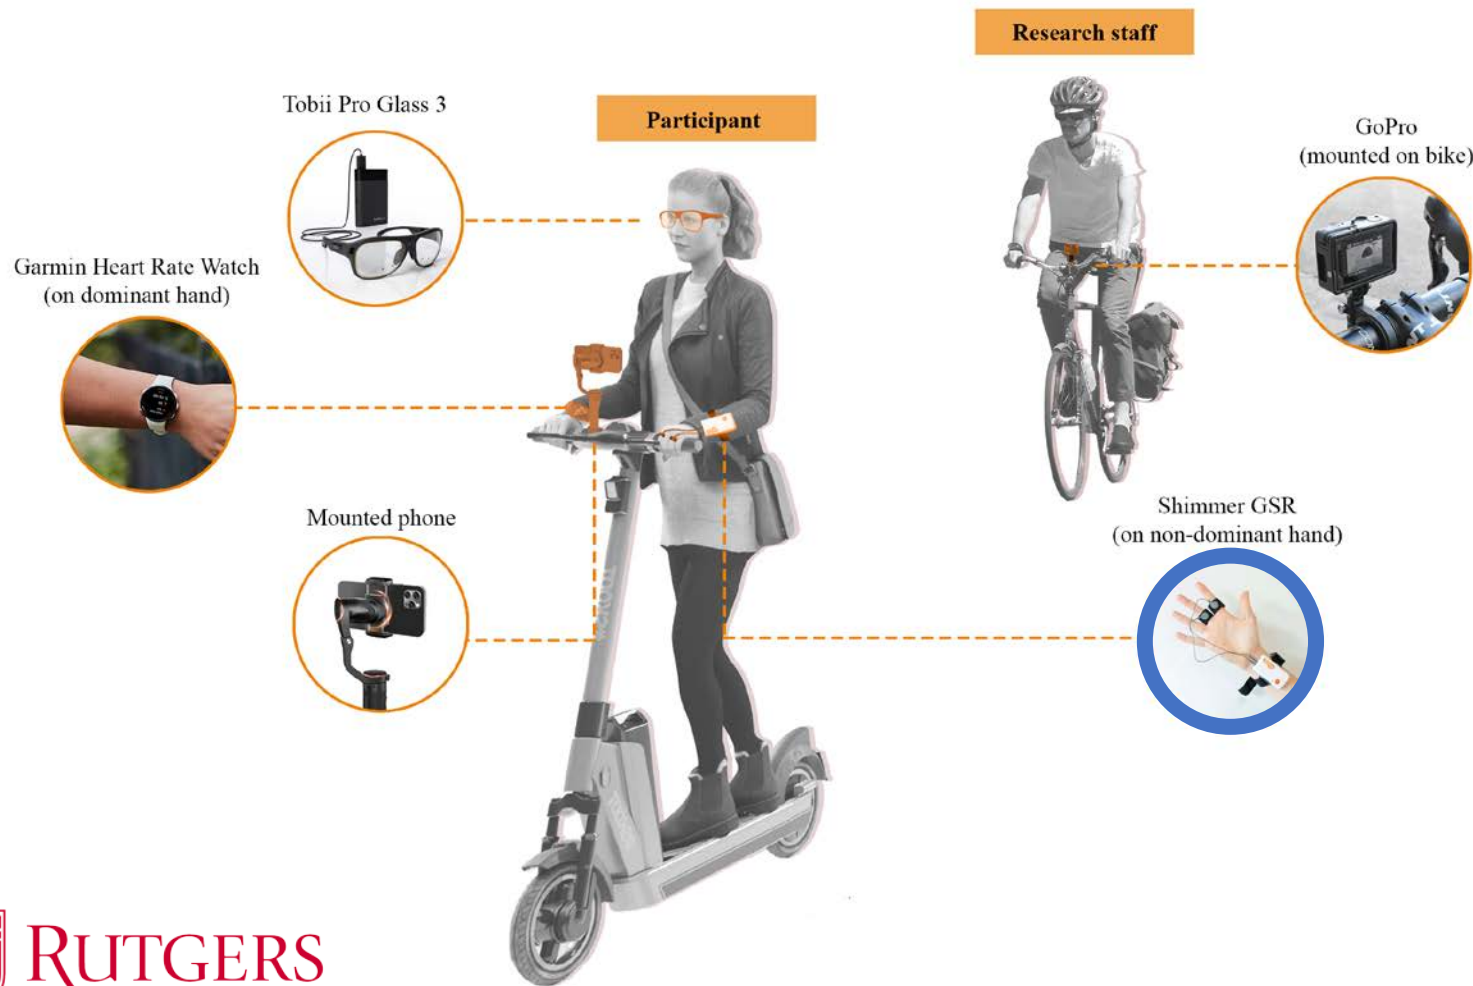 Research staff
Participant
Tobii Pro Glass 3
GoPro
(mounted on bike)
Garmin Heart Rate Watch
(on dominant hand)
Mounted phone
Shimmer GSR
(on non-dominant hand)
RUTGERS